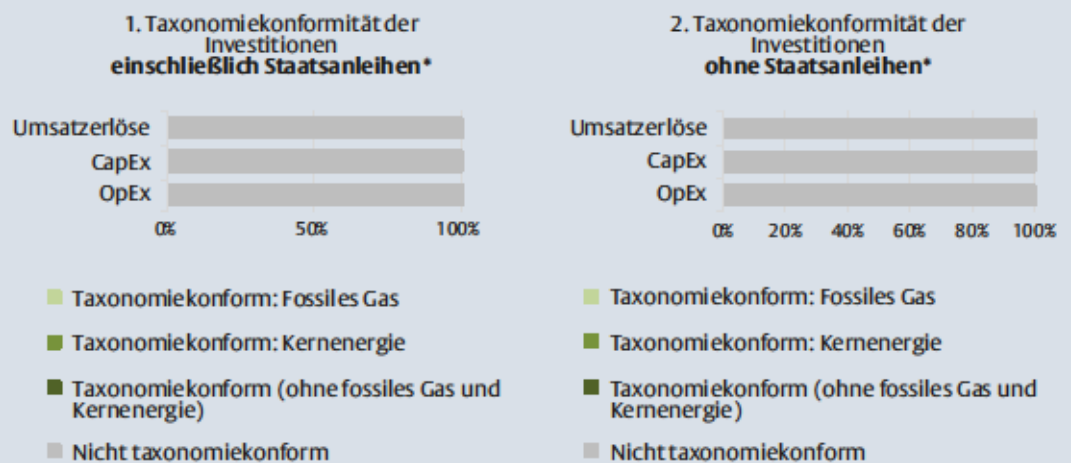 1. Taxonomiekonformität der
Investitionen
einschließlich Staatsanleihen*
Umsatzerlöse
CapEx
OpEx
0%
50%
100%
Taxonomiekonform: Fossiles Gas
Taxonomiekonform: Kernenergie
Taxonomiekonform (ohne fossiles Gas und
Kernenergie)
Nicht taxonomiekonform
2. Taxonomiekonformität der
Investitionen
ohne Staatsanleihen*
Umsatzerlöse
CapEx
OpEx
0%
20%
40%
60%
80%
100%
Taxonomiekonform: Fossiles Gas
Taxonomiekonform: Kernenergie
Taxonomiekonform (ohne fossiles Gas und
Kernenergie)
Nicht taxonomiekonform